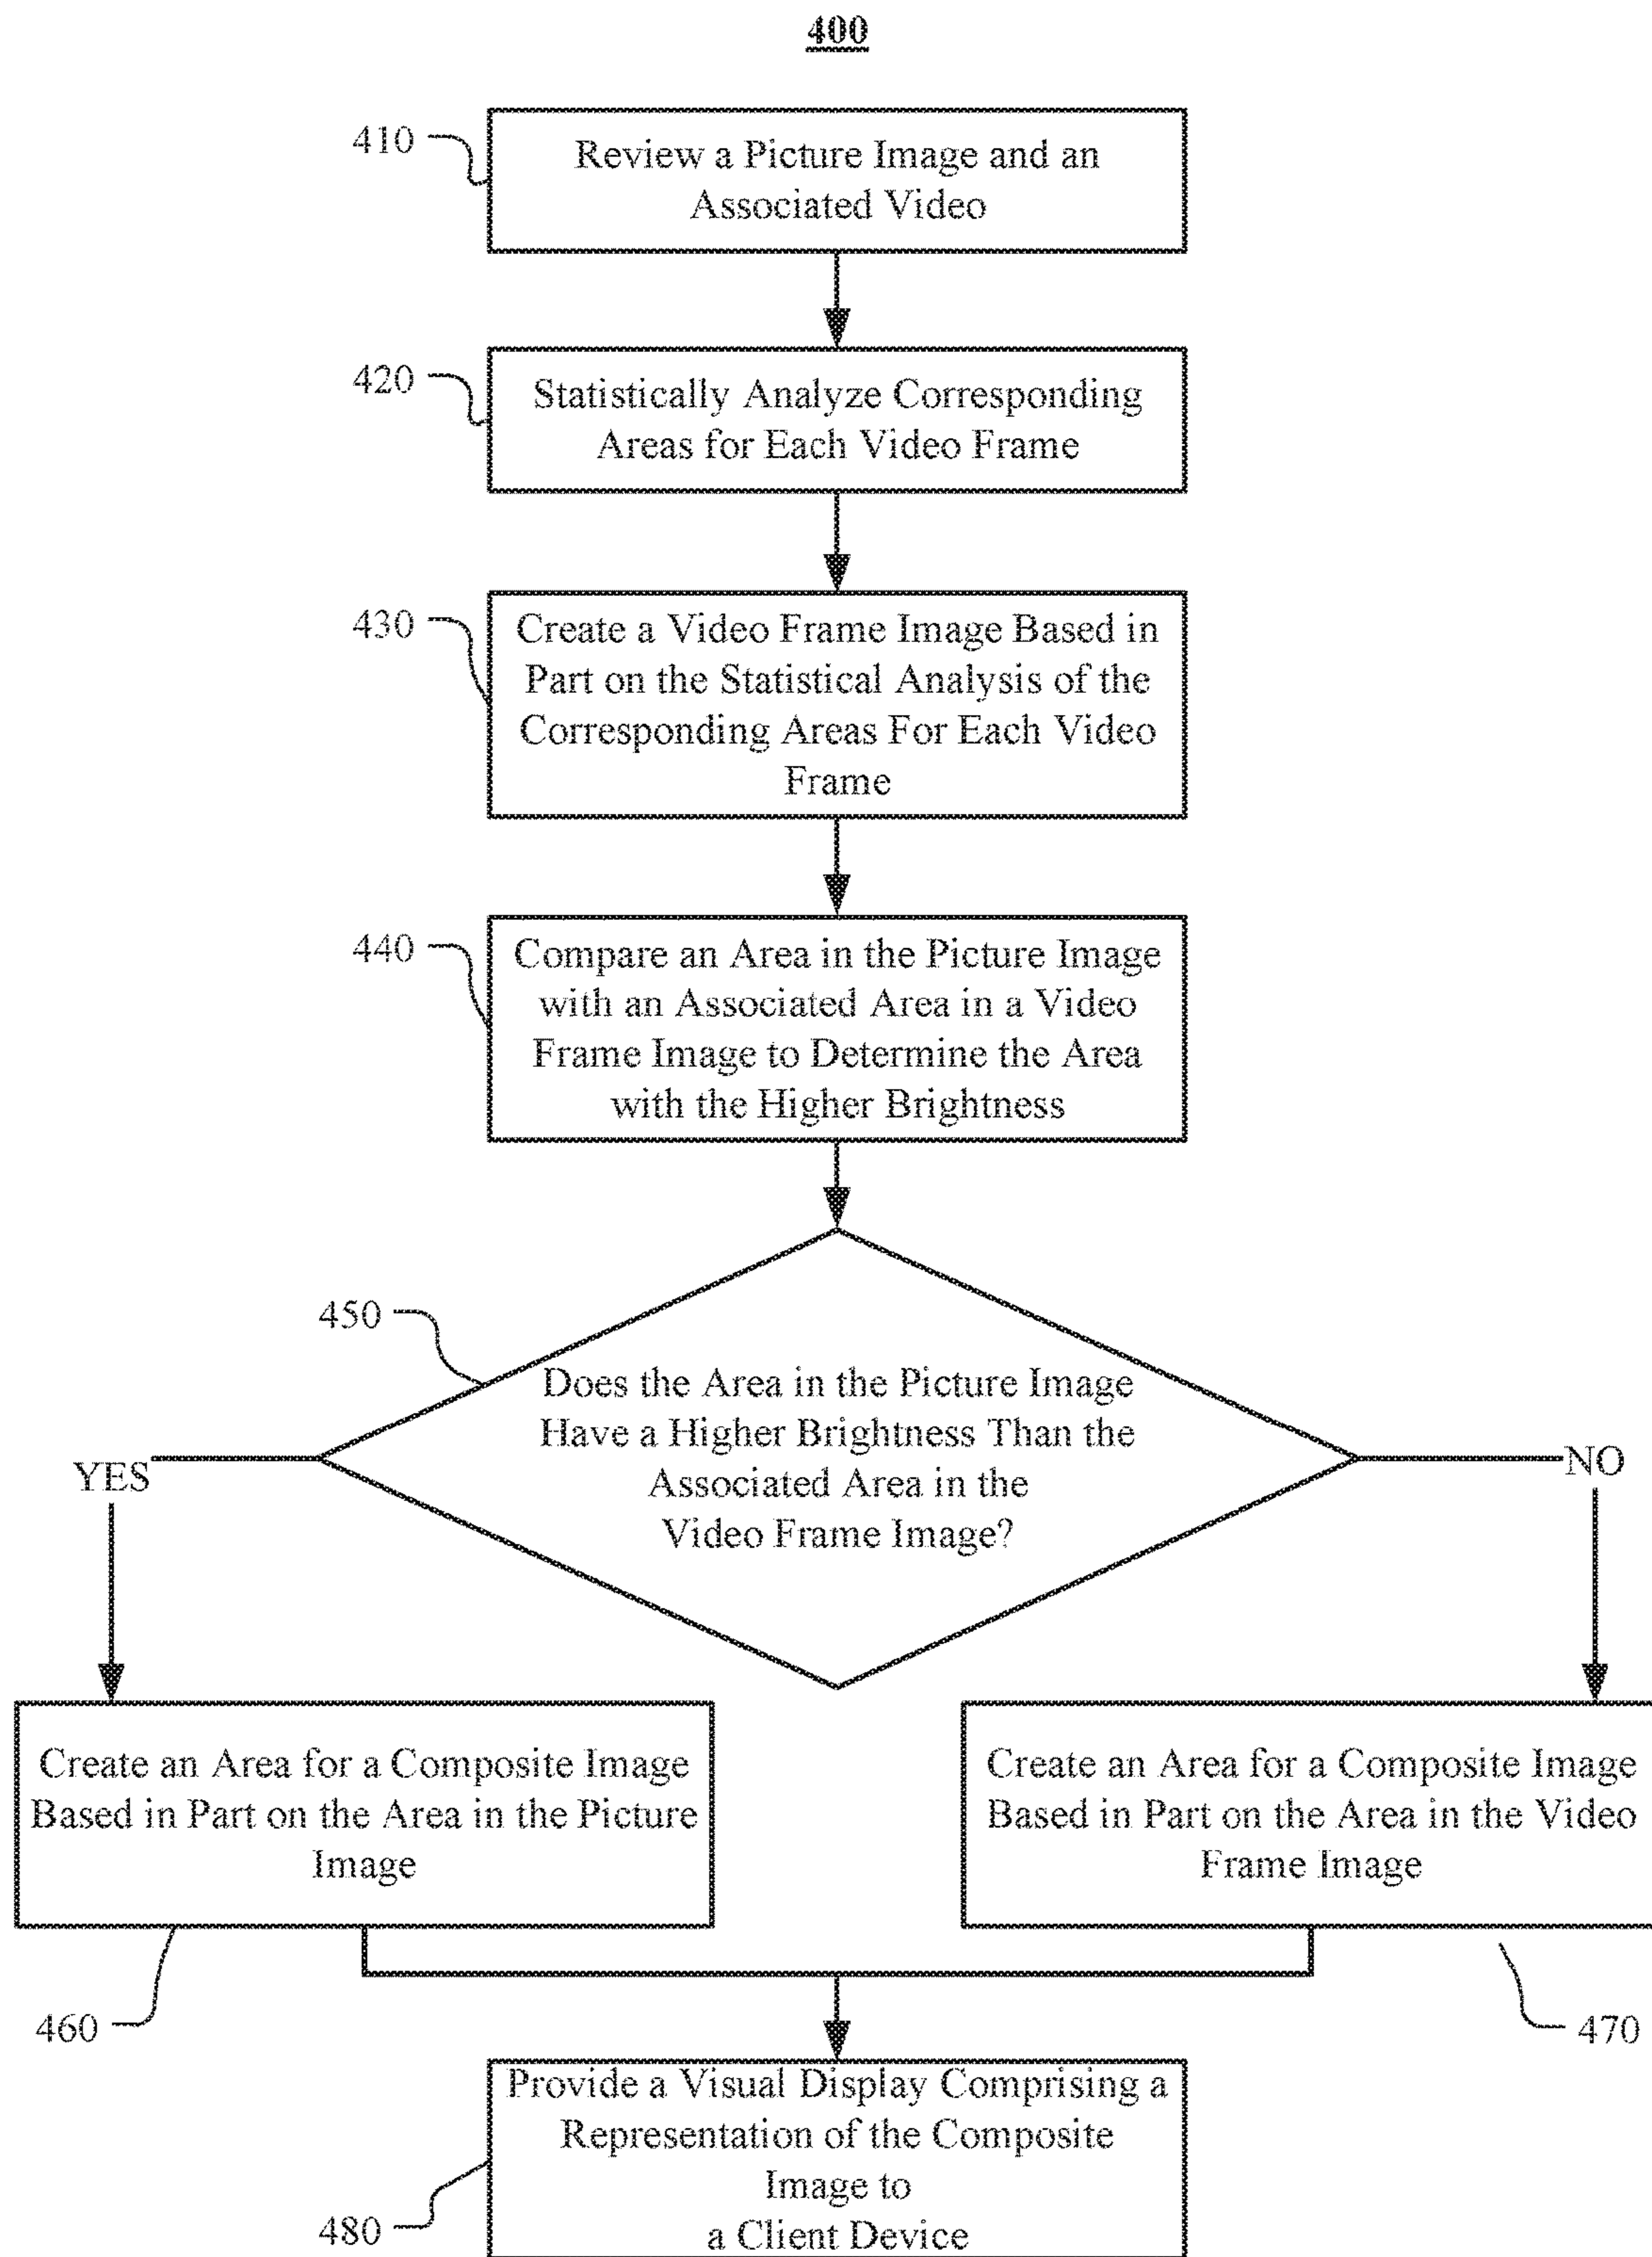 400
410
Review a Picture Image and an
Associated Video
420
Statistically Analyze Corresponding
Areas for Each Video Frame
430
Create a Video Frame Image Based in
Part on the Statistical Analysis of the
Corresponding Areas For Each Video
Frame
440
Compare an Area in the Picture Image
with an Associated Area in a Video
Frame Image to Determine the Area
with the Higher Brightness
450
Does the Area in the Picture Image
Have a Higher Brightness Than the
Associated Area in the
Video Frame Image?
YES
NO
Create an Area for a Composite Image
Based in Part on the Area in the Picture
Image
460
Create an Area for a Composite Image
Based in Part on the Area in the Video
Frame Image
470
Provide a Visual Display Comprising a
Representation of the Composite
Image to
a Client Device
480